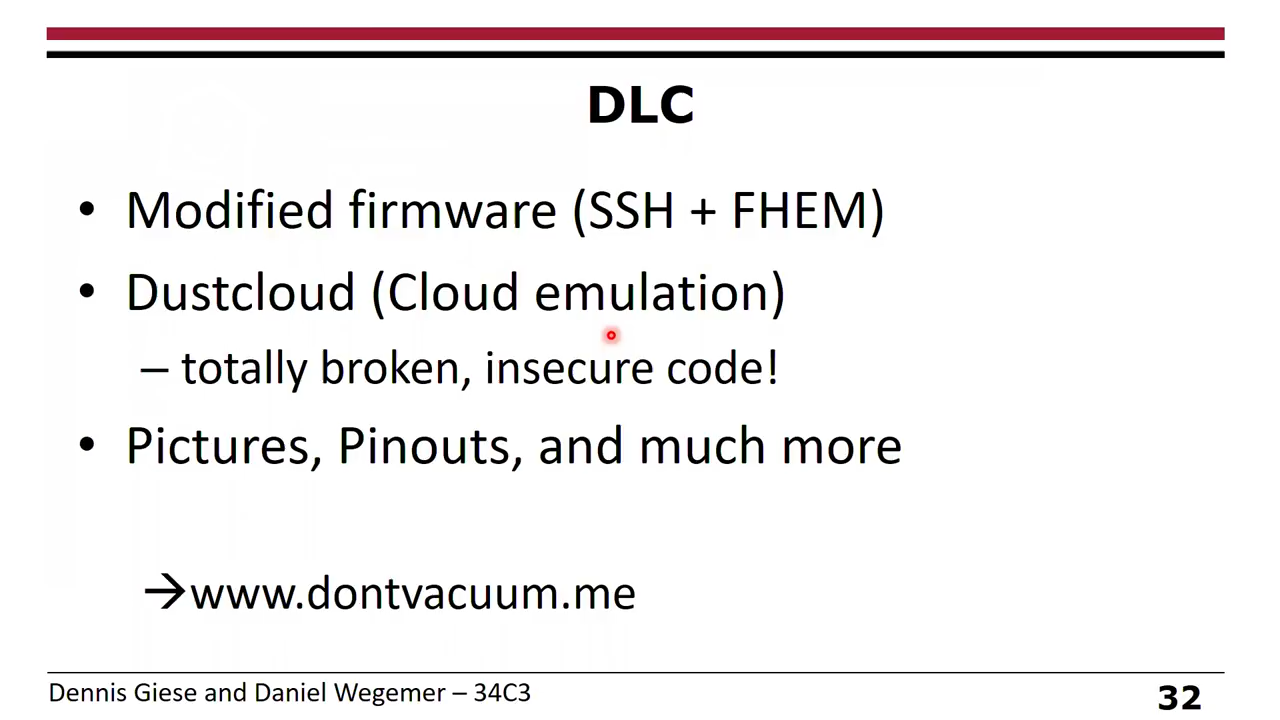 DLC
• Modified firmware (SSH + FHEM)
• Dustcloud (Cloud emulation)
– totally broken, insecure code!
• Pictures, Pinouts, and much more
→www.dontvacuum.me
Dennis Giese and Daniel Wegemer – 34C3
32